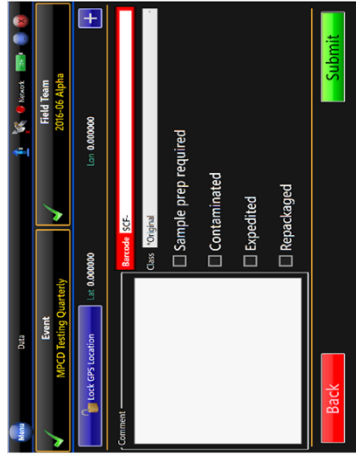 Menu
Data
Network
Event
MPCD Testing Quarterly
Field Team
2016-06 Alpha
Lock GPS Location
Lat 0.000000
Lon 0.000000
+
Comment
Barcode SCF-
Class *Original
Sample prep required
Contaminated
Expedited
Repackaged
Back
Submit